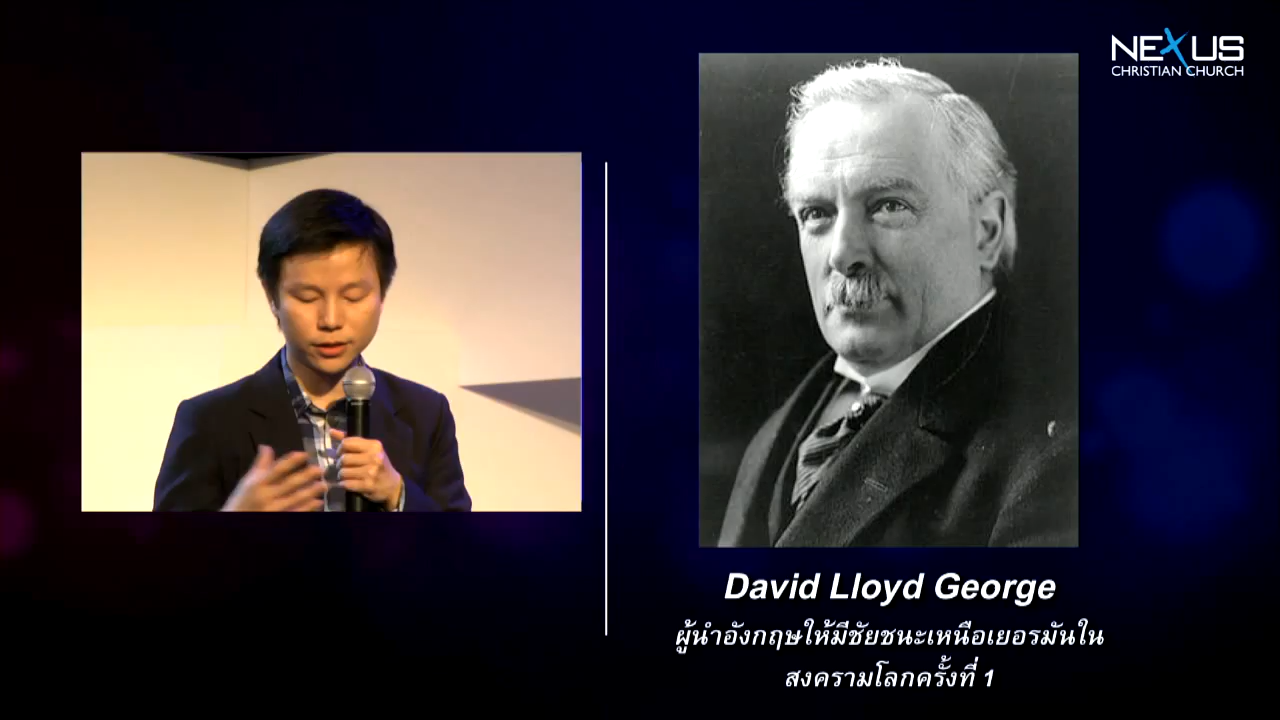 NEXUS
CHRISTIAN CHURCH
David Lloyd George
ผู้นำอังกฤษให้มีชัยชนะเหนือเยอรมันใน
สงครามโลกครั้งที่ 1